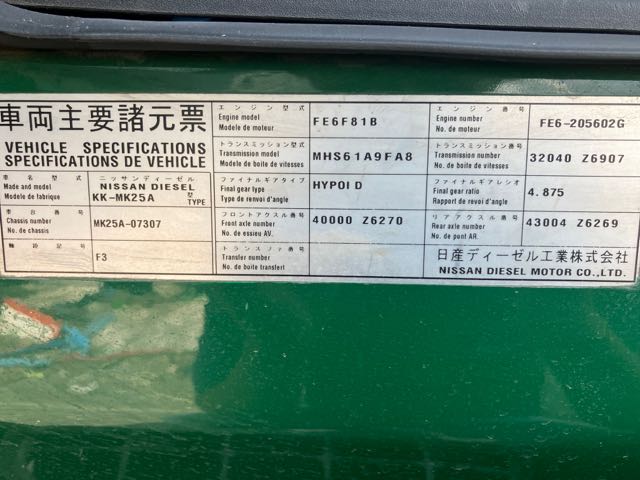 車両主要諸元票
VEHICLE SPECIFICATIONS
SPECIFICATIONS DE VEHICLE
車名型式
Made and model
Modele de fabrique
ニッサンディーゼル
NISSAN DIESEL
KK-MK25A
型
TYPE
車台番号
Chassis number
No. de chassis
MK25A-07307
F3
エンジン型式
Engine model
Modele de moteur
FE6F81B
エンジン番号
Engine number
No. de moteur
FE6-205602G
トランスミッション型式
Transmission model
Modele de boite de vitesses
MHS61A9FA8
トランスミッション番号
Transmission number
No. de boite de vitesses
32040 Z6907
ファイナルギアタイプ
Final gear type
Type de renvoi d'angle
HYPOID
ファイナルギアレシオ
Final gear ratio
Rapport de revoi d'angle
4.875
フロントアクスル番号
Front axle number
No. de essieu AV.
40000 Z6270
リアアクスル番号
Rear axle number
No. de pont AR.
43004 Z6269
トランスファ番号
Transfer number
No. de boite transfert
日産ディーゼル工業株式会社
NISSAN DIESEL MOTOR CO.,LTD.